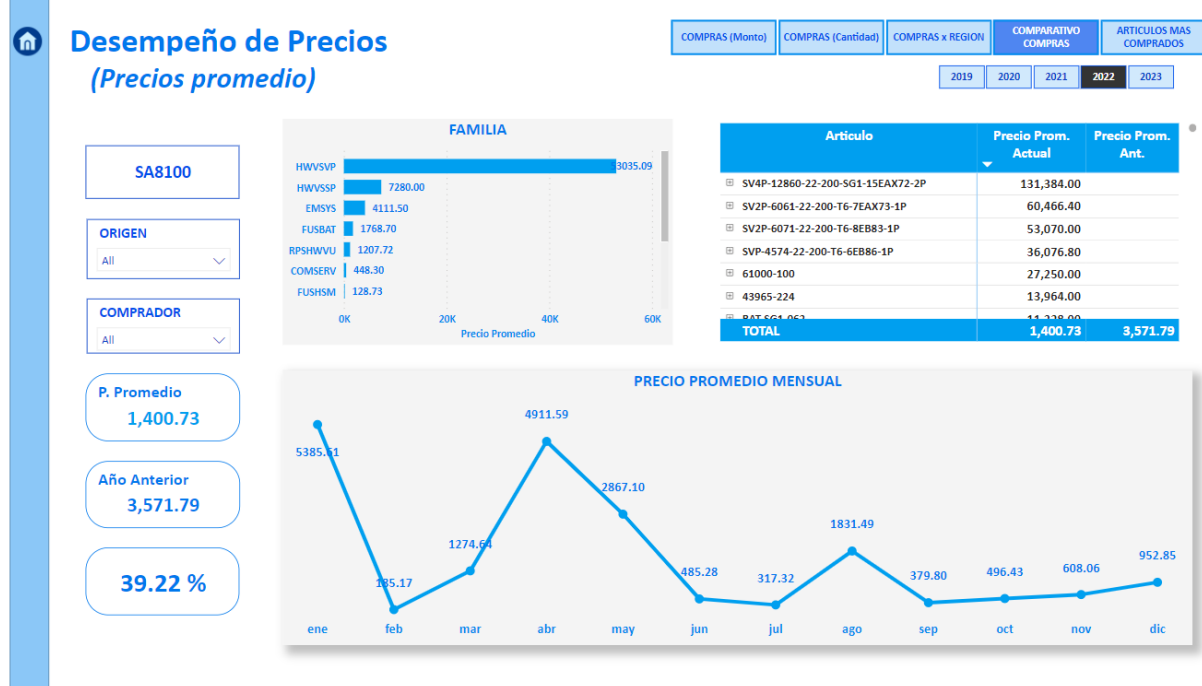 Desempeño de Precios
(Precios promedio)
COMPRAS (Monto)
COMPRAS (Cantidad)
COMPRAS x REGION
COMPARATIVO
COMPRAS
ARTICULOS MAS
COMPRADOS
2019
2020
2021
2022
2023
SA8100
ORIGEN
All
COMPRADOR
All
P. Promedio
1,400.73
Año Anterior
3,571.79
39.22 %
FAMILIA
HWVSVP 53035.09
HWVSSP 7280.00
EMSYS 4111.50
FUSBAT 1768.70
RPSHWVU 1207.72
COMSERV 448.30
FUSHSM 128.73
0K 20K 40K 60K
Precio Promedio
Articulo Precio Prom. Actual Precio Prom. Ant.
SV4P-12860-22-200-SG1-15EAX72-2P 131,384.00
SV2P-6061-22-200-T6-7EAX73-1P 60,466.40
SV2P-6071-22-200-T6-8EB83-1P 53,070.00
SVP-4574-22-200-T6-6EB86-1P 36,076.80
61000-100 27,250.00
43965-224 13,964.00
TOTAL 1,400.73 3,571.79
PRECIO PROMEDIO MENSUAL
5385.61
185.17
1274.64
4911.59
2867.10
485.28
317.32
1831.49
379.80
496.43
608.06
952.85
ene feb mar abr may jun jul ago sep oct nov dic